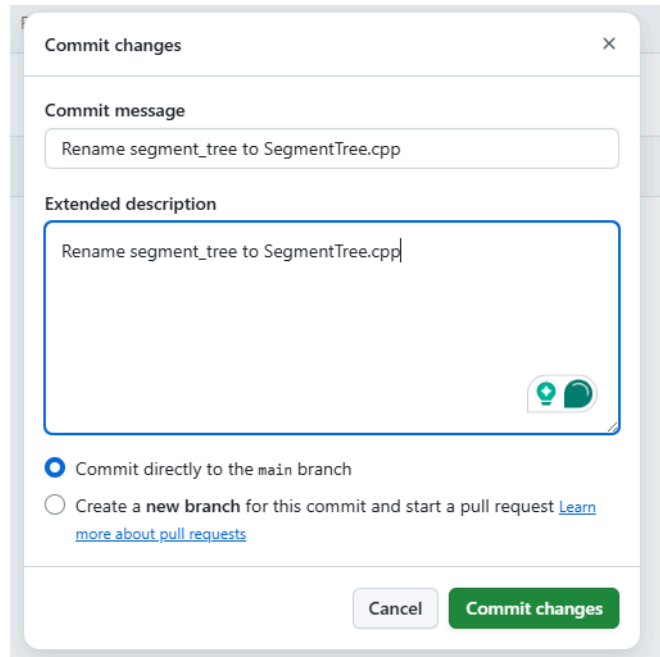 Commit changes
Commit message
Rename segment_tree to SegmentTree.cpp
Extended description
Rename segment_tree to SegmentTree.cpp
Commit directly to the main branch
Create a new branch for this commit and start a pull request Learn
more about pull requests
Cancel
Commit changes